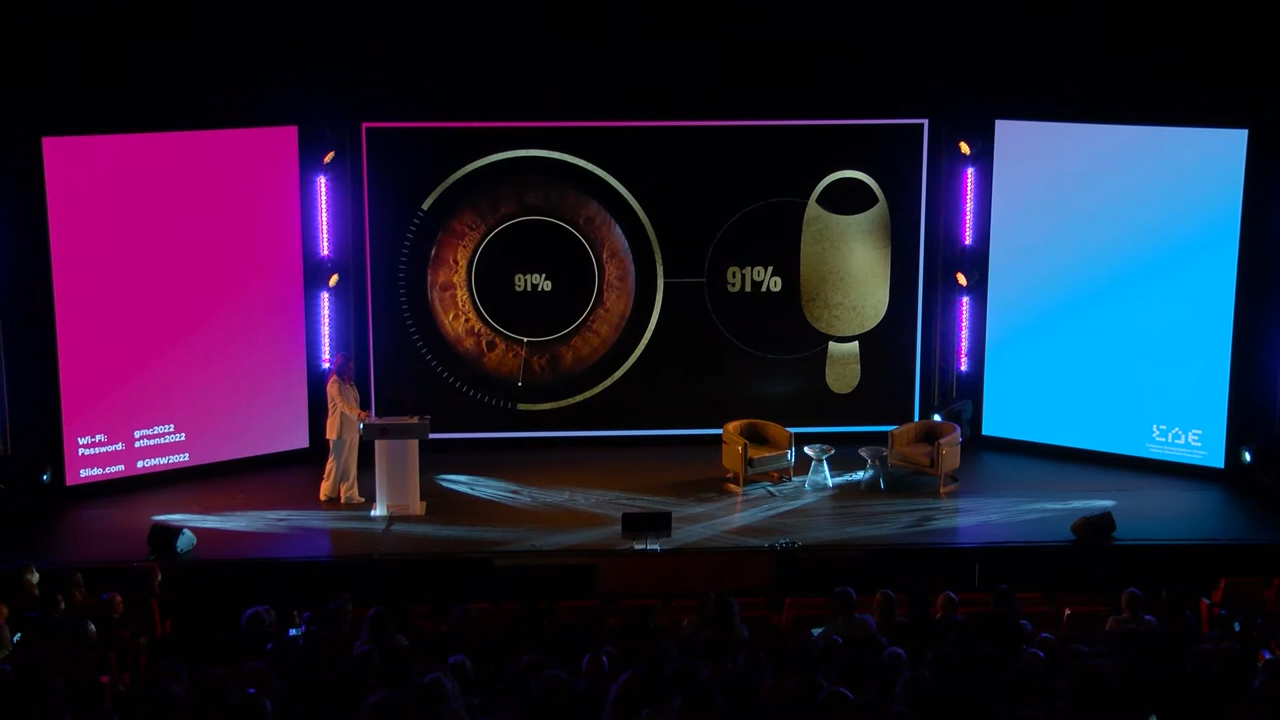 91%
91%
Wi-Fi: gmc2022
Password: athens2022
Slido.com #GMW2022
ΣΔΕ